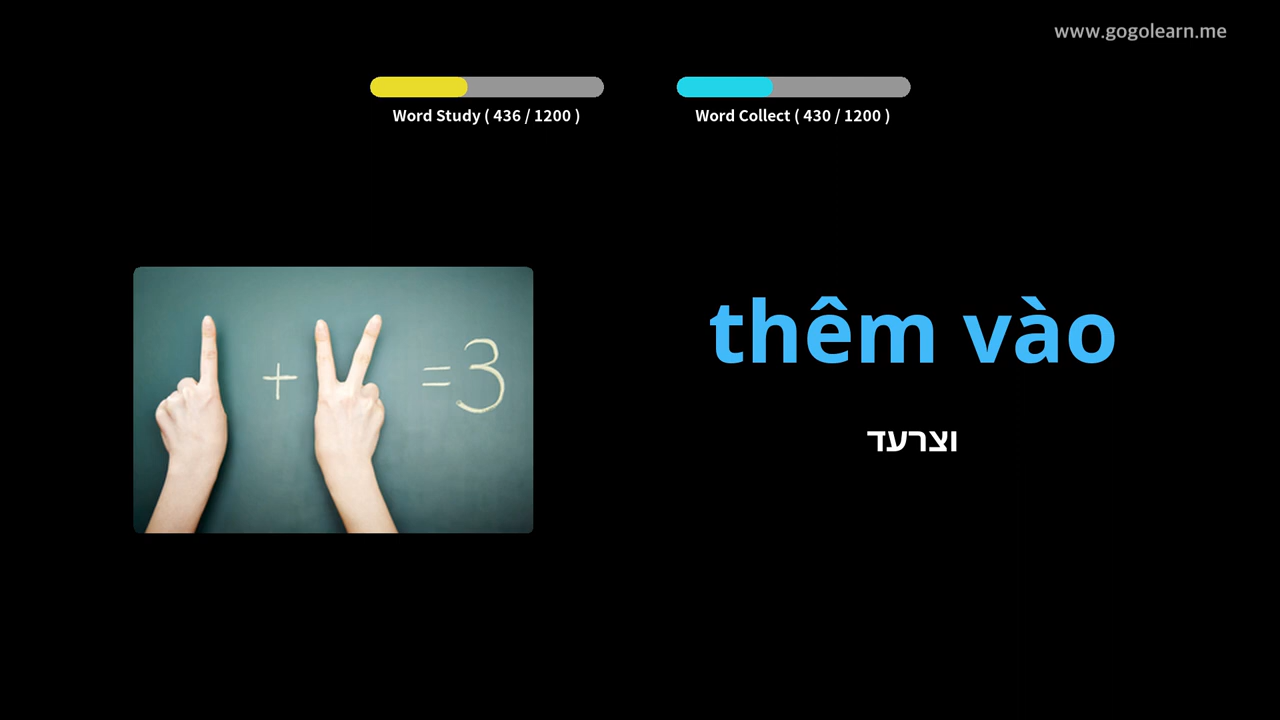 www.gogolearn.me
Word Study ( 436 / 1200 )
Word Collect ( 430 / 1200 )
+ =3
thêm vào
וצרעד